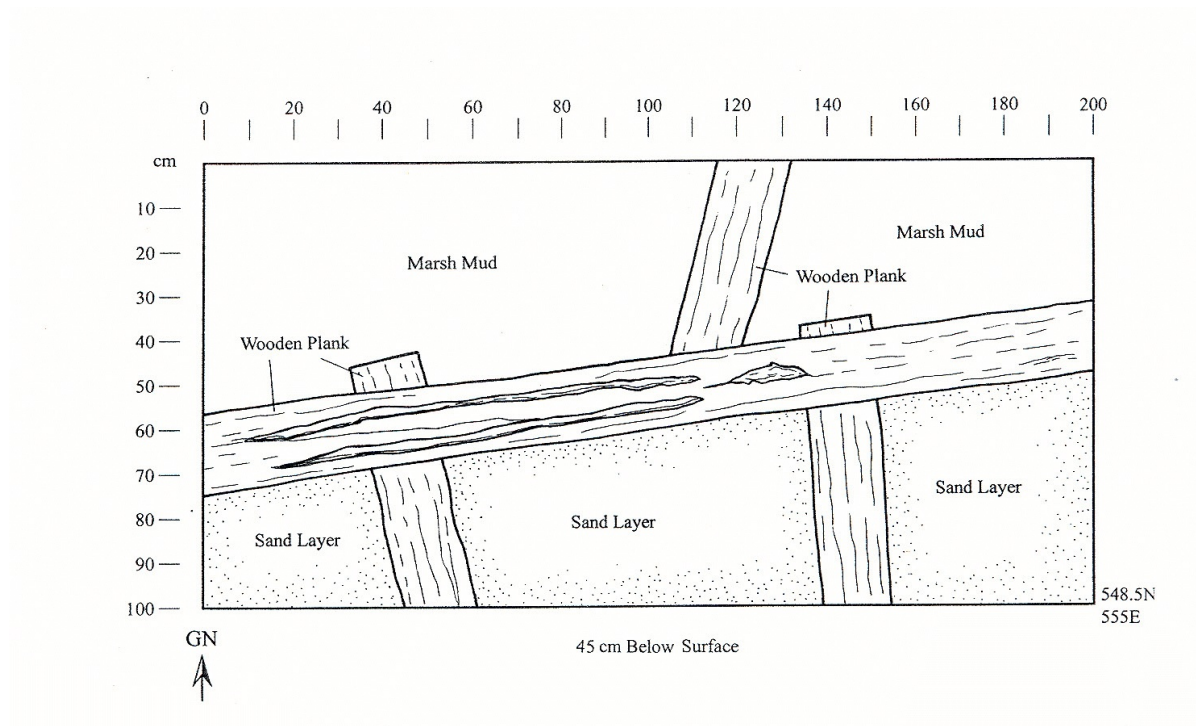 0 20 40 60 80 100 120 140 160 180 200
cm
10
20
30
40
50
60
70
80
90
100
Marsh Mud
Marsh Mud
Wooden Plank
Wooden Plank
Sand Layer
Sand Layer
Sand Layer
548.5N
555E
GN
45 cm Below Surface